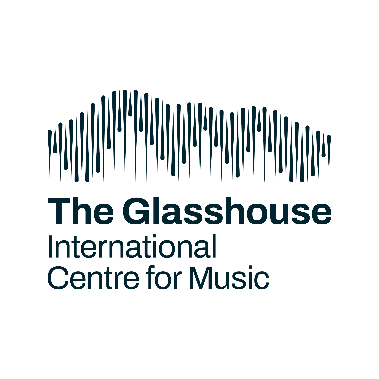 The Glasshouse
International
Centre for Music